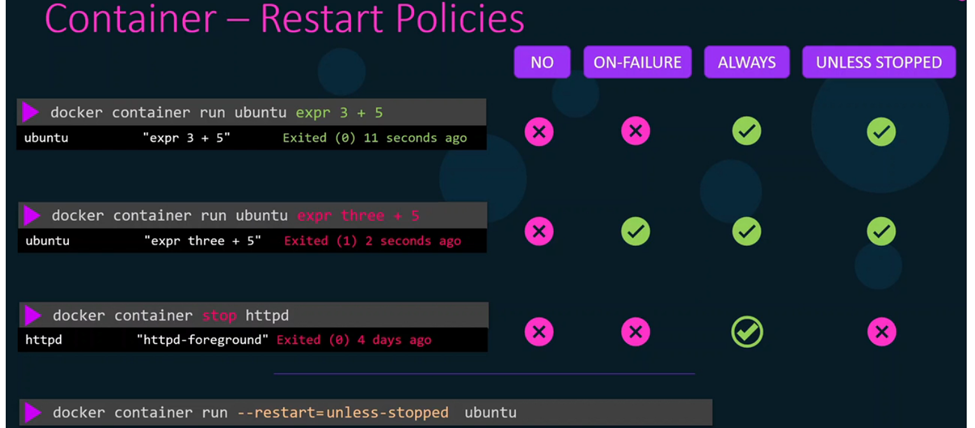 Container – Restart Policies
NO ON-FAILURE ALWAYS UNLESS STOPPED
docker container run ubuntu expr 3 + 5
ubuntu "expr 3 + 5" Exited (0) 11 seconds ago
docker container run ubuntu expr three + 5
ubuntu "expr three + 5" Exited (1) 2 seconds ago
docker container stop httpd
httpd "httpd-foreground" Exited (0) 4 days ago
docker container run --restart=unless-stopped ubuntu